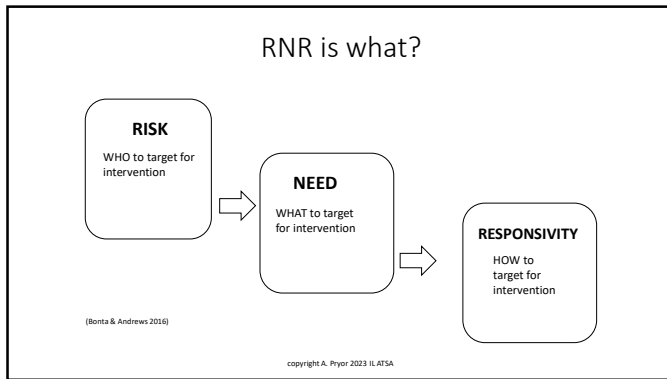 RNR is what?
RISK
WHO to target for
intervention
NEED
WHAT to target
for intervention
RESPONSIVITY
HOW to
target for
intervention
(Bonta & Andrews 2016)
copyright A. Pryor 2023 IL ATSA